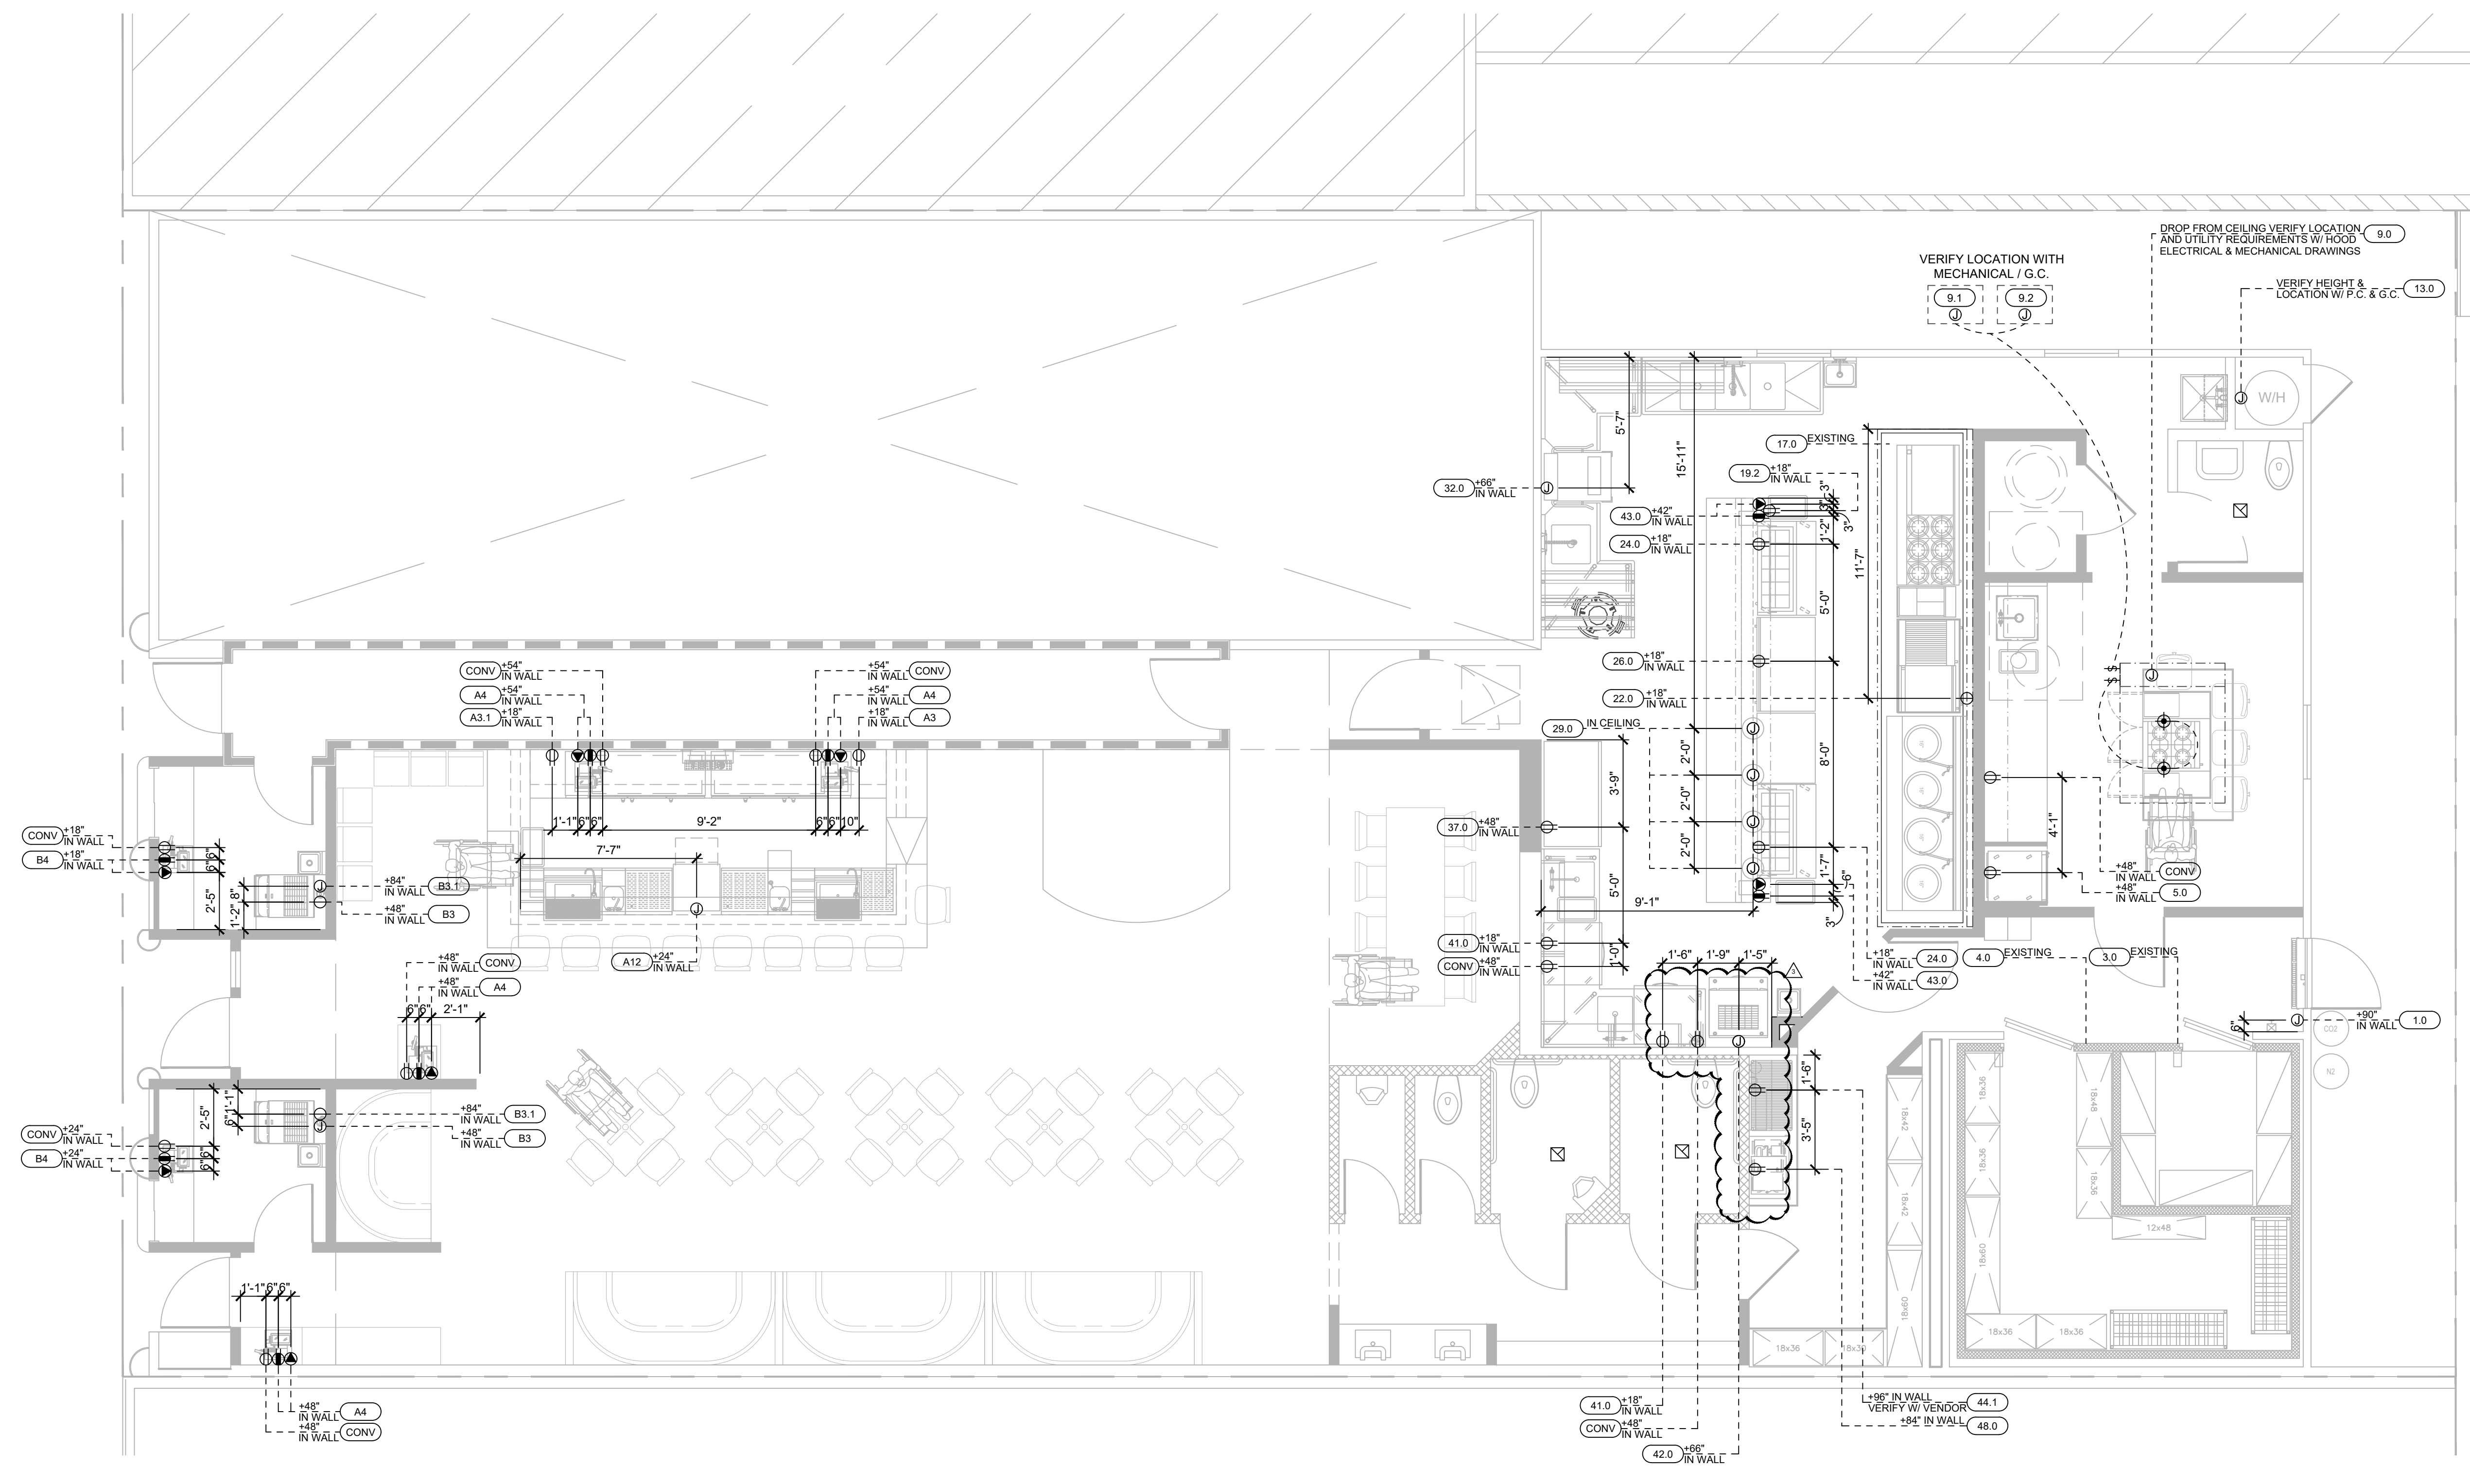 DROP FROM CEILING VERIFY LOCATION
AND UTILITY REQUIREMENTS W/ HOOD
ELECTRICAL & MECHANICAL DRAWINGS
9.0
VERIFY LOCATION WITH
MECHANICAL / G.C.
9.1
9.2
J
J
VERIFY HEIGHT &
LOCATION W/ P.C. & G.C.
13.0
J
W/H
5'-7"
15'-11"
17.0
EXISTING
19.2
+18"
IN WALL
32.0
+66"
IN WALL
J
43.0
+42"
IN WALL
3"
3"
3"
1'-2"
24.0
+18"
IN WALL
11'-7"
5'-0"
26.0
+18"
IN WALL
22.0
+18"
IN WALL
S
S
J
29.0
IN CEILING
J
J
J
J
2'-0"
2'-0"
2'-0"
8'-0"
1'-7"
6"
3"
9'-1"
CONV
+54"
IN WALL
A4
+54"
IN WALL
A3.1
+18"
IN WALL
+54"
IN WALL
CONV
+54"
IN WALL
A4
+18"
IN WALL
A3
1'-1"
6"
6"
9'-2"
6"
6"
10"
7'-7"
J
A12
+24"
IN WALL
CONV
+18"
IN WALL
B4
+18"
IN WALL
6"
6"
2'-5"
8"
1'-2"
J
+84"
IN WALL
B3.1
+48"
IN WALL
B3
37.0
+48"
IN WALL
3'-9"
5'-0"
1'-0"
41.0
+18"
IN WALL
CONV
+48"
IN WALL
4'-1"
+48"
IN WALL
CONV
+48"
IN WALL
5.0
+18"
IN WALL
24.0
+42"
IN WALL
43.0
4.0
EXISTING
3.0
EXISTING
+48"
IN WALL
CONV
+48"
IN WALL
A4
6"
6"
2'-1"
1'-6"
1'-9"
1'-5"
3
J
6"
J
+90"
IN WALL
1.0
CO2
N2
CONV
+24"
IN WALL
B4
+24"
IN WALL
2'-5"
6"
6"
1'-1"
6"
J
+84"
IN WALL
B3.1
+48"
IN WALL
B3
1'-6"
3'-5"
18x42
18x42
18x60
18x36
18x36
18x60
18x48
18x36
12x48
18x36
18x36
18x36
18x30
1'-1"
6"
6"
+48"
IN WALL
A4
+48"
IN WALL
CONV
41.0
+18"
IN WALL
CONV
+48"
IN WALL
42.0
+66"
IN WALL
+96" IN WALL
VERIFY W/ VENDOR
44.1
+84" IN WALL
48.0